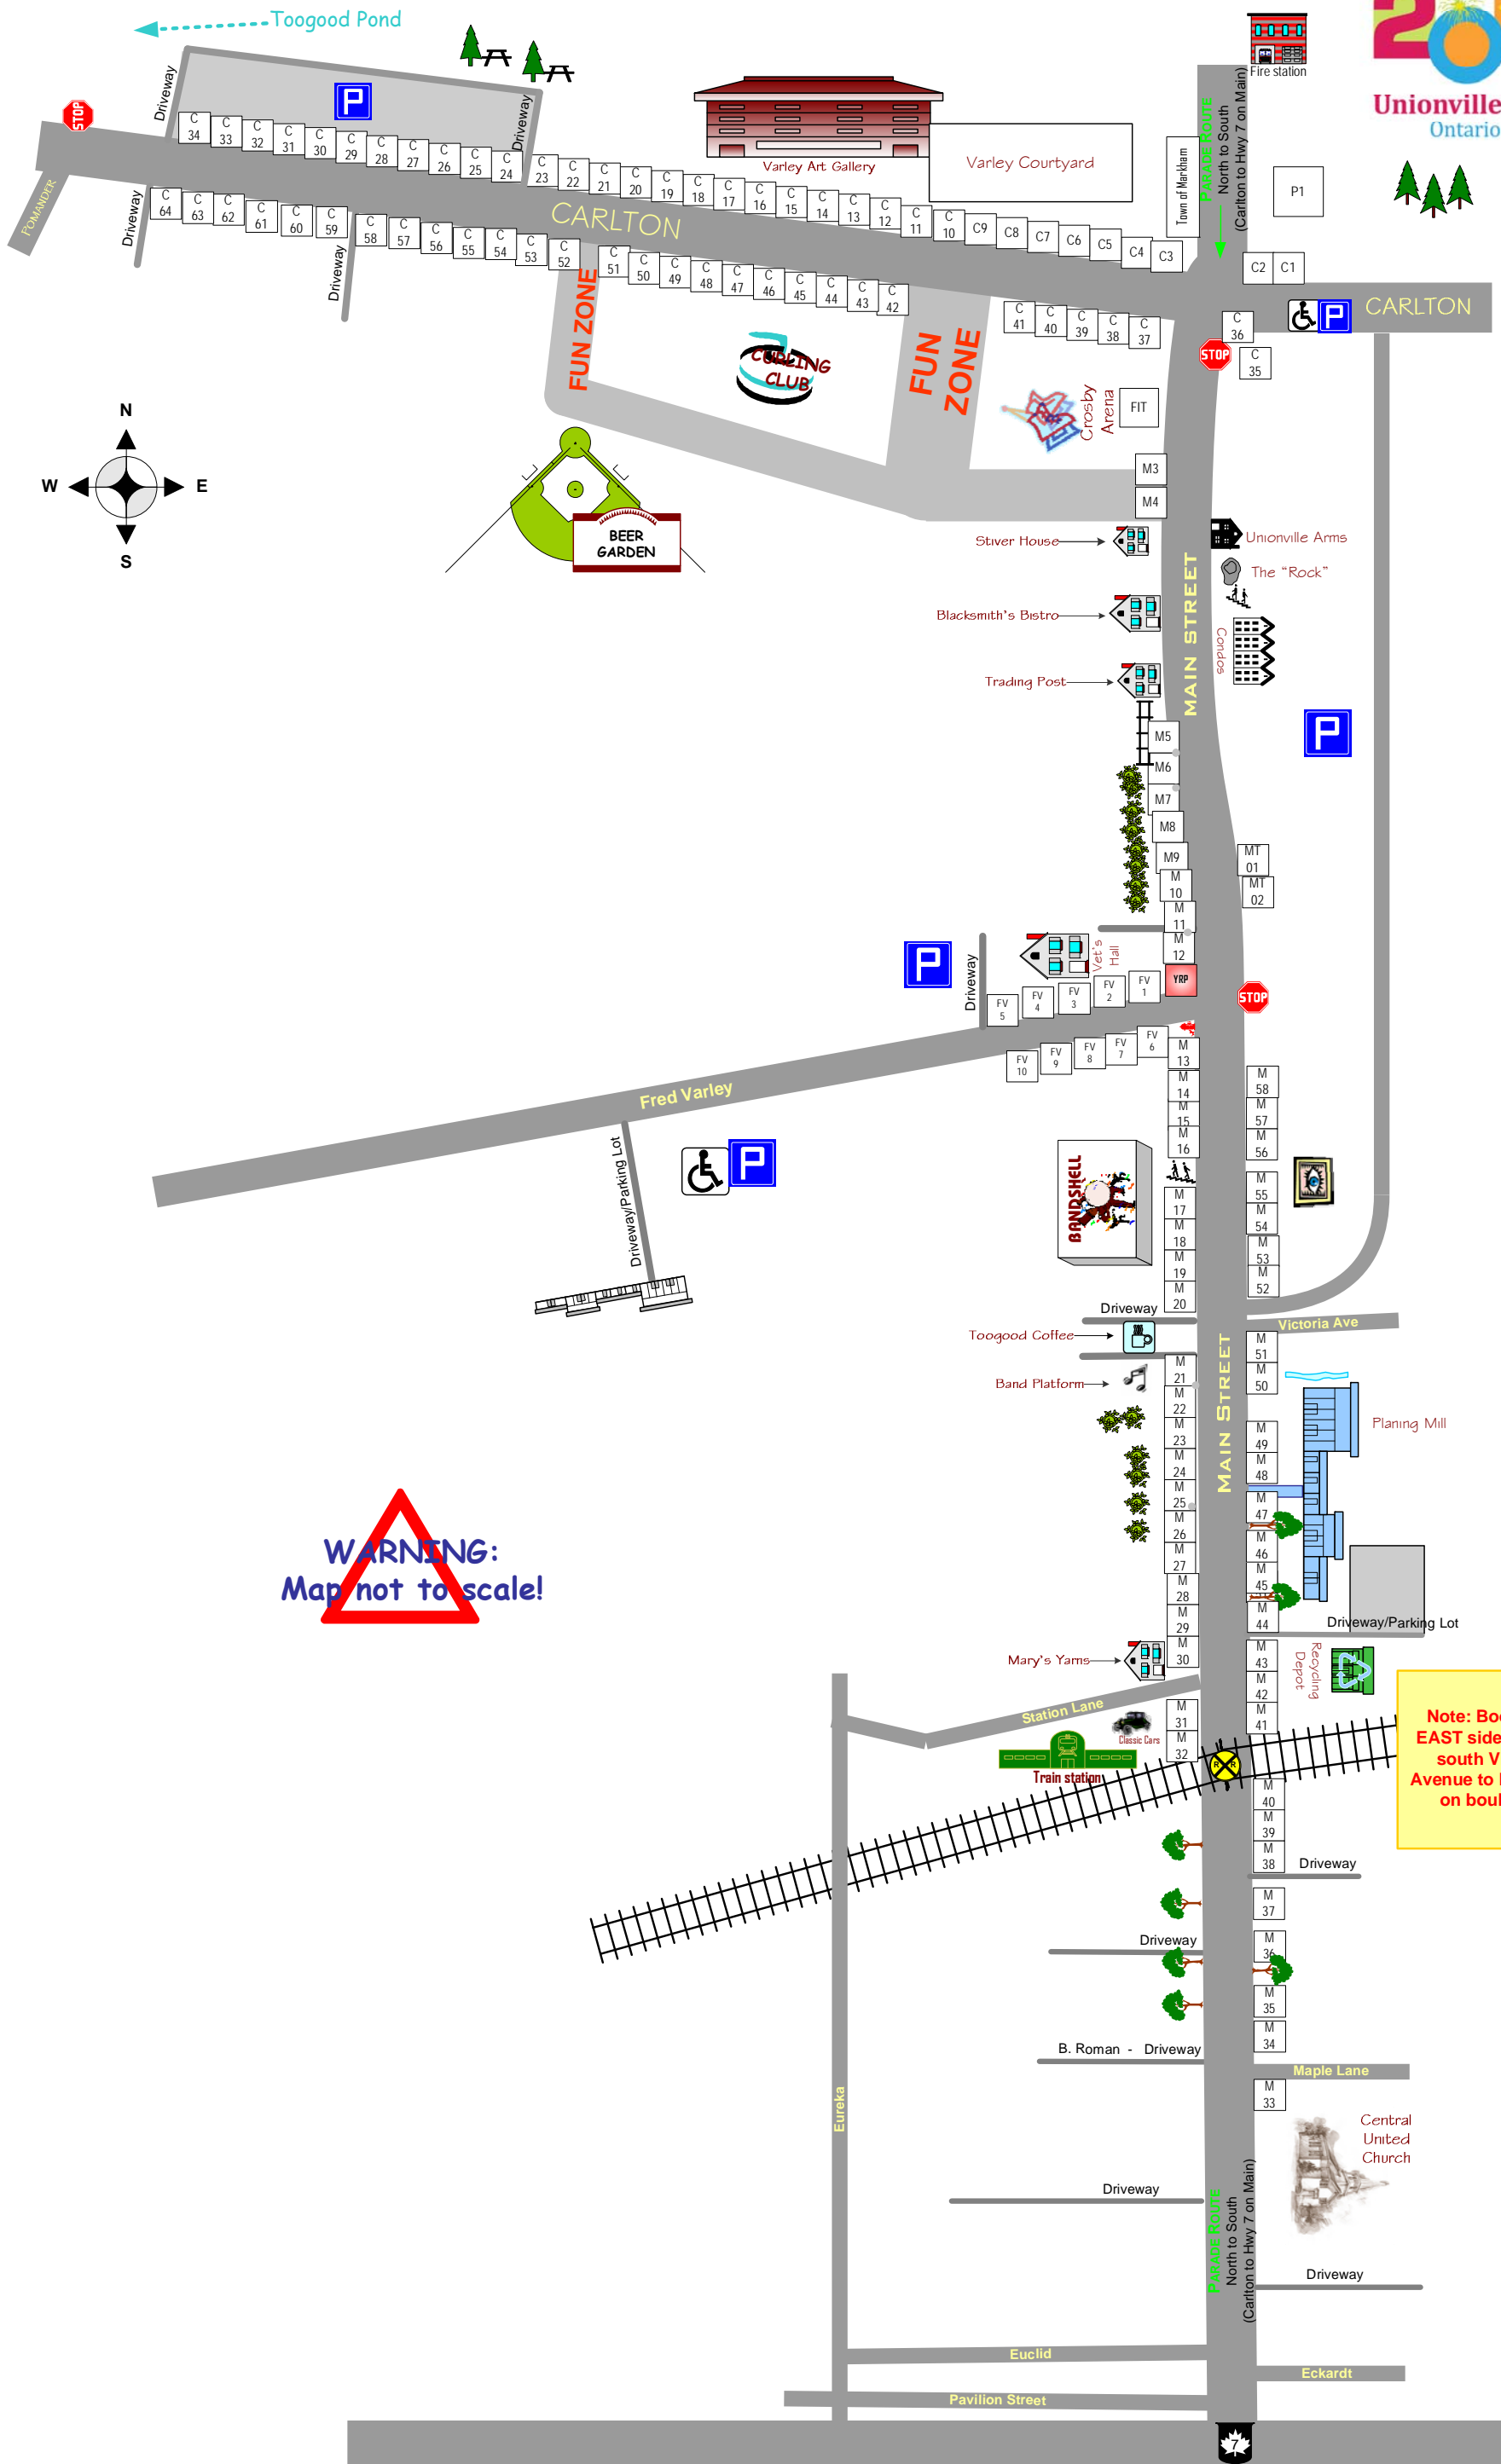 Toogood Pond
20
Unionville
Ontario
Fire station
Driveway
P
Driveway
STOP
POMANDER
Driveway
Driveway
C 34
C 33
C 32
C 31
C 30
C 29
C 28
C 27
C 26
C 25
C 24
C 23
C 22
C 21
C 20
C 19
C 18
C 17
C 16
C 15
C 14
C 13
C 12
C 11
C 10
C9
C8
C7
C6
C5
C4
C3
C2
C1
Varley Art Gallery
Varley Courtyard
Town of Markham
PARADE ROUTE
North to South
(Carlton to Hwy 7 on Main)
P1
C 64
C 63
C 62
C 61
C 60
C 59
C 58
C 57
C 56
C 55
C 54
C 53
C 52
C 51
C 50
C 49
C 48
C 47
C 46
C 45
C 44
C 43
C 42
C 41
C 40
C 39
C 38
C 37
C 36
C 35
CARLTON
CARLTON
P
STOP
FUN ZONE
FUN
ZONE
CURLING
CLUB
Crosby
Arena
FIT
N
W
E
S
BEER
GARDEN
M3
M4
Stiver House
Unionville Arms
The “Rock”
Blacksmith’s Bistro
Condos
Trading Post
MAIN STREET
P
M5
M6
M7
M8
M9
M 10
M 11
M 12
MT 01
MT 02
P
Driveway
Vet’s
Hall
YRP
STOP
FV 5
FV 4
FV 3
FV 2
FV 1
FV 10
FV 9
FV 8
FV 7
FV 6
Fred Varley
Driveway/Parking Lot
P
M 13
M 14
M 15
M 16
M 58
M 57
M 56
BANDSHELL
M 17
M 18
M 19
M 20
M 55
M 54
M 53
M 52
Driveway
Victoria Ave
Toogood Coffee
Band Platform
MAIN STREET
M 21
M 22
M 23
M 24
M 25
M 26
M 27
M 28
M 29
M 30
M 51
M 50
M 49
M 48
M 47
M 46
M 45
M 44
Planing Mill
WARNING:
Map not to scale!
Driveway/Parking Lot
Mary’s Yarns
M 43
M 42
M 41
Recycling
Depot
Station Lane
M 31
M 32
Classic Cars
Train station
R R
Note:
EAST side
south
Avenue to
on
M 40
M 39
M 38
Driveway
M 37
Driveway
M 36
M 35
M 34
B. Roman - Driveway
Maple Lane
M 33
Eureka
Central
United
Church
Driveway
PARADE ROUTE
North to South
(Carlton to Hwy 7 on Main)
Driveway
Euclid
Eckardt
Pavilion Street
7